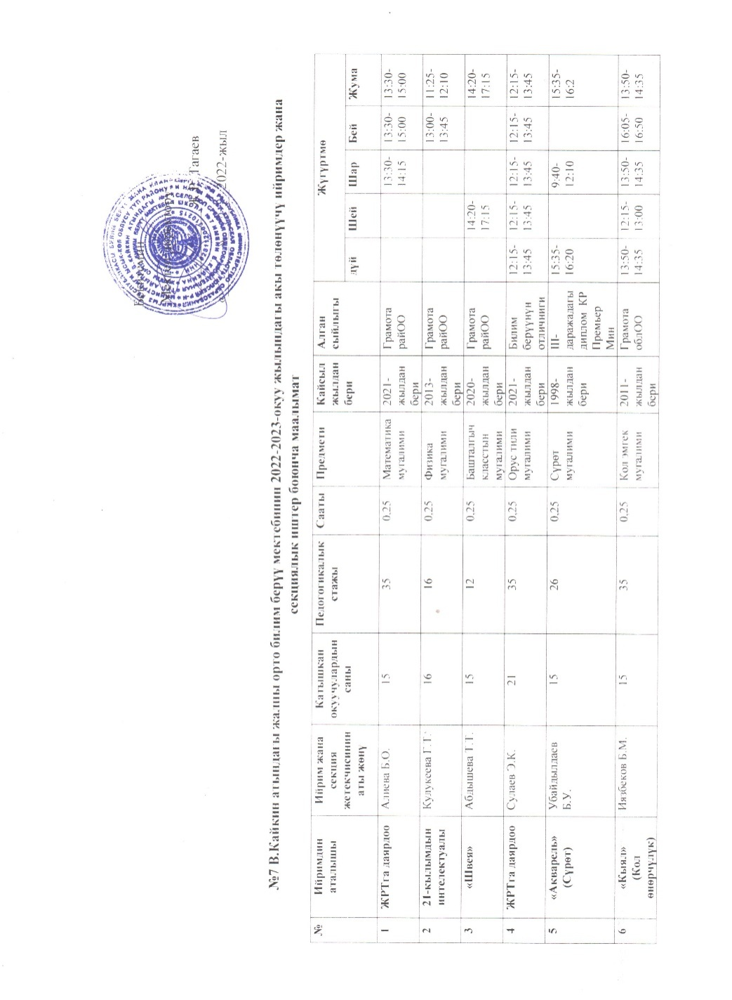 Бекитемин
Тагаев
2022-жыл
№7 В.Кайкин атындагы жалпы орто билим берүү мектебинин 2022-2023-окуу жылындагы акы төлөнүүчү ийримдер жана
секциялык иштер боюнча маалымат
№ Ийримдин аталышы Ийрим жана секция жетекчисинин аты жөнү Катышкан окуучулардын саны Педогогикалык стажы Сааты Предмети Кайсыл жылдан бери Алган сыйлыгы Жүгүртмө
дүй Шей Шар Бей Жума
1 ЖРТга даярдоо Алиева Б.О. 15 35 0,25 Математика мугалими 2021-жылдан бери Грамота райОО 13:30-14:15 13:30-15:00 13:30-15:00
2 21-кылымдын интелектуалы Кулукеева Г.Т. 16 16 0,25 Физика мугалими 2013-жылдан бери Грамота райОО 13:00-13:45 11:25-12:10
3 «Швея» Абдышева Т.Т. 15 12 0,25 Башталгыч класстын мугалими 2020-жылдан бери Грамота райОО 14:20-17:15 14:20-17:15
4 ЖРТга даярдоо Сулаев Э.К. 21 35 0,25 Орус тили мугалими 2021-жылдан бери Билим берүүнүн отличниги 12:15-13:45 12:15-13:45 12:15-13:45 12:15-13:45 12:15-13:45
5 «Акварель» (Сүрөт) Убайдылдаев Б.У. 15 26 0,25 Сүрөт мугалими 1998-жылдан бери III-даражадагы диплом КР Премьер Мин 15:35-16:20 9:40-12:10 15:35-16:2
6 «Кыял» (Кол өнөрчүлүк) Иязбеков Б.М. 15 35 0,25 Кол эмгек мугалими 2011-жылдан бери Грамота облОО 13:50-14:35 12:15-13:00 13:50-14:35 16:05-16:50 13:50-14:35